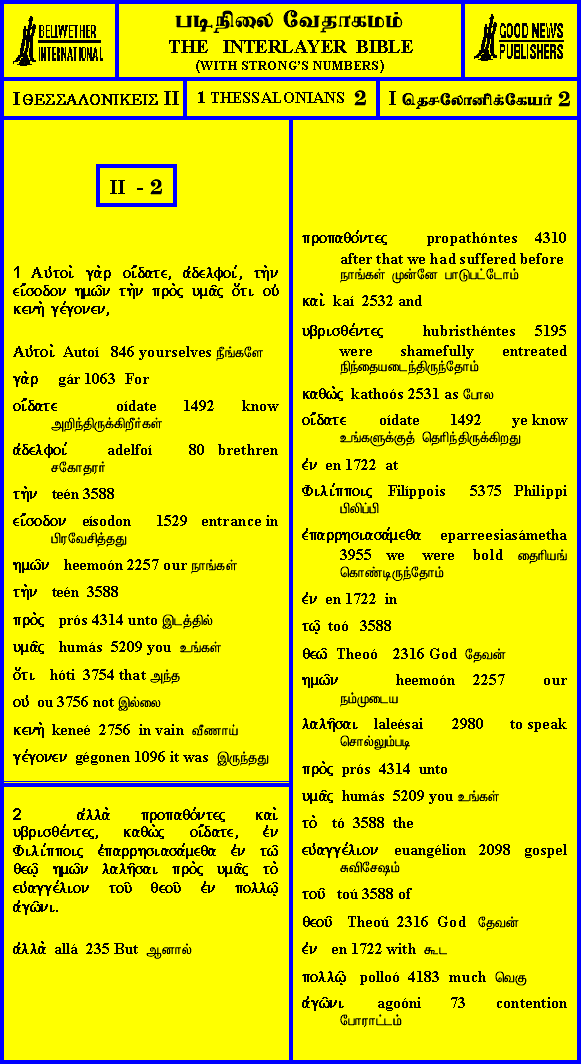 BELLWETHER
INTERNATIONAL
படிநிலை வேதாகமம்
THE INTERLAYER BIBLE
(WITH STRONG'S NUMBERS)
GOOD NEWS
PUBLISHERS
I ΘΕΣΣΑΛΟΝΙΚΕΙΣ II
1 THESSALONIANS 2
I தெசலோனிக்கேயர் 2
II - 2
1 Αὐτοὶ γὰρ οἴδατε, ἀδελφοί, τὴν
εἴσοδον ημῶν τὴν πρὸς υμᾶς ὅτι οὐ
κενὴ γέγονεν,
Αὐτοὶ Autoí 846 yourselves நீங்களே
γὰρ gár 1063 For
οἴδατε oídate 1492 know
அறிந்திருக்கிறீர்கள்
ἀδελφοί adelfoí 80 brethren
சகோதரர்
τὴν teén 3588
εἴσοδον eísodon 1529 entrance in
பிரவேசித்தது
ημῶν heemoón 2257 our நாங்கள்
τὴν teén 3588
πρὸς prós 4314 unto இடத்தில்
υμᾶς humás 5209 you உங்கள்
ὅτι hóti 3754 that அந்த
οὐ ou 3756 not இல்லை
κενὴ keneé 2756 in vain வீணாய்
γέγονεν gégonen 1096 it was இருந்தது
2 ἀλλὰ προπαθόντες καὶ
υβρισθέντες, καθὼς οἴδατε, ἐν
Φιλίπποις ἐπαρρησιασάμεθα ἐν τῶ
θεῶ ημῶν λαλῆσαι πρὸς υμᾶς τὸ
εὐαγγέλιον τοῦ θεοῦ ἐν πολλῶ
ἀγῶνι..
ἀλλὰ allá 235 But ஆனால்
προπαθόντες propathóntes 4310
after that we had suffered before
நாங்கள் முன்னே பாடுபட்டோம்
καὶ kaí 2532 and
υβρισθέντες hubristhéntes 5195
were shamefully entreated
நிந்தையடைந்திருந்தோம்
καθὼς kathoós 2531 as போல
οἴδατε oídate 1492 ye know
உங்களுக்குத் தெரிந்திருக்கிறது
ἐν en 1722 at
Φιλίπποις Filíppois 5375 Philippi
பிலிப்பி
ἐπαρρησιασάμεθα eparreesiasámetha
3955 we were bold தைரியங்
கொண்டிருந்தோம்
ἐν en 1722 in
τῶ toó 3588
θεῶ Theoó 2316 God தேவன்
ημῶν heemoón 2257 our
நம்முடைய
λαλῆσαι laleésai 2980 to speak
சொல்லும்படி
πρὸς prós 4314 unto
υμᾶς humás 5209 you உங்கள்
τὸ tó 3588 the
εὐαγγέλιον euangélion 2098 gospel
சுவிசேஷம்
τοῦ toú 3588 of
θεοῦ Theoú 2316 God தேவன்
ἐν en 1722 with கூட
πολλῶ polloó 4183 much வெகு
ἀγῶνι agoóni 73 contention
போராட்டம்